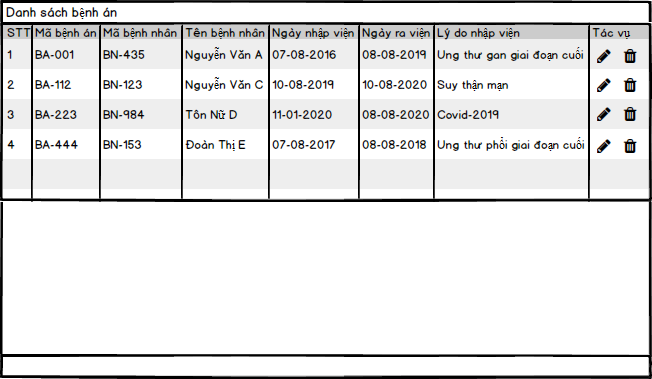 Danh sách bệnh án
STT Mã bệnh án Mã bệnh nhân Tên bệnh nhân Ngày nhập viện Ngày ra viện Lý do nhập viện Tác vụ
1 BA-001 BN-435 Nguyễn Văn A 07-08-2016 08-08-2019 Ung thư gan giai đoạn cuối
2 BA-112 BN-123 Nguyễn Văn C 10-08-2019 10-08-2020 Suy thận mạn
3 BA-223 BN-984 Tôn Nữ D 11-01-2020 08-08-2020 Covid-2019
4 BA-444 BN-153 Đoàn Thị E 07-08-2017 08-08-2018 Ung thư phổi giai đoạn cuối